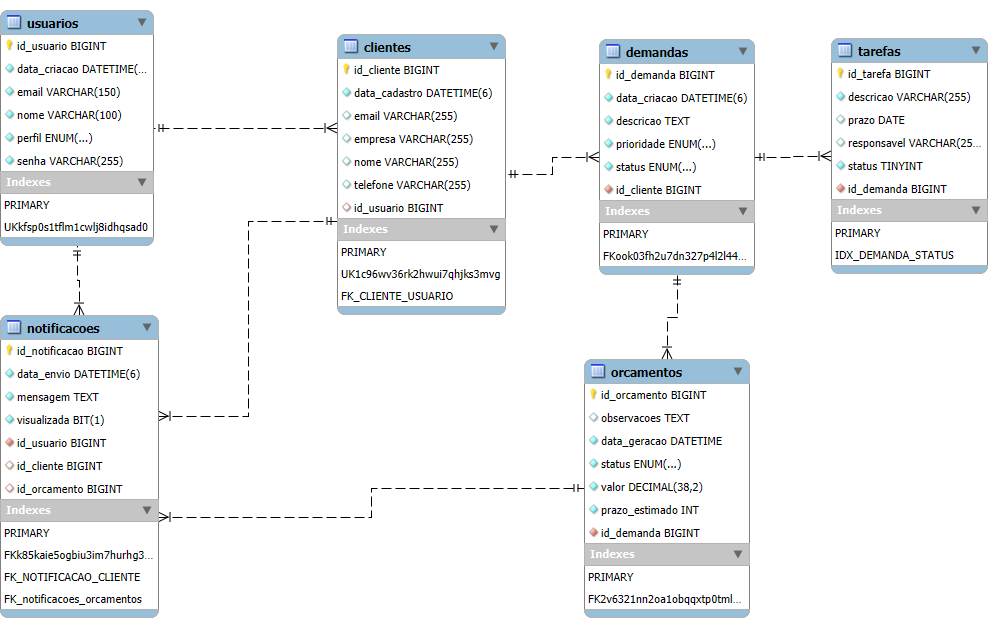 usuarios
id_usuario BIGINT
data_criacao DATETIME(...
email VARCHAR(150)
nome VARCHAR(100)
perfil ENUM(...)
senha VARCHAR(255)
Indexes
PRIMARY
UKkfsp0s1tflm1cwlj8idhqsad0
clientes
id_cliente BIGINT
data_cadastro DATETIME(6)
email VARCHAR(255)
empresa VARCHAR(255)
nome VARCHAR(255)
telefone VARCHAR(255)
id_usuario BIGINT
Indexes
PRIMARY
UK1c96wv36rk2hwui7qhjks3mvg
FK_CLIENTE_USUARIO
demandas
id_demanda BIGINT
data_criacao DATETIME(6)
descricao TEXT
prioridade ENUM(...)
status ENUM(...)
id_cliente BIGINT
Indexes
PRIMARY
FKook03fh2u7dn327p4l2l44...
tarefas
id_tarefa BIGINT
descricao VARCHAR(255)
prazo DATE
responsavel VARCHAR(25...
status TINYINT
id_demanda BIGINT
Indexes
PRIMARY
IDX_DEMANDA_STATUS
notificacoes
id_notificacao BIGINT
data_envio DATETIME(6)
mensagem TEXT
visualizada BIT(1)
id_usuario BIGINT
id_cliente BIGINT
id_orcamento BIGINT
Indexes
PRIMARY
FKk85kaie5ogbiu3im7hurhg3...
FK_NOTIFICACAO_CLIENTE
FK_notificacoes_orcamentos
orcamentos
id_orcamento BIGINT
observacoes TEXT
data_geracao DATETIME
status ENUM(...)
valor DECIMAL(38,2)
prazo_estimado INT
id_demanda BIGINT
Indexes
PRIMARY
FK2v6321nn2oa1obqqxtp0tml...